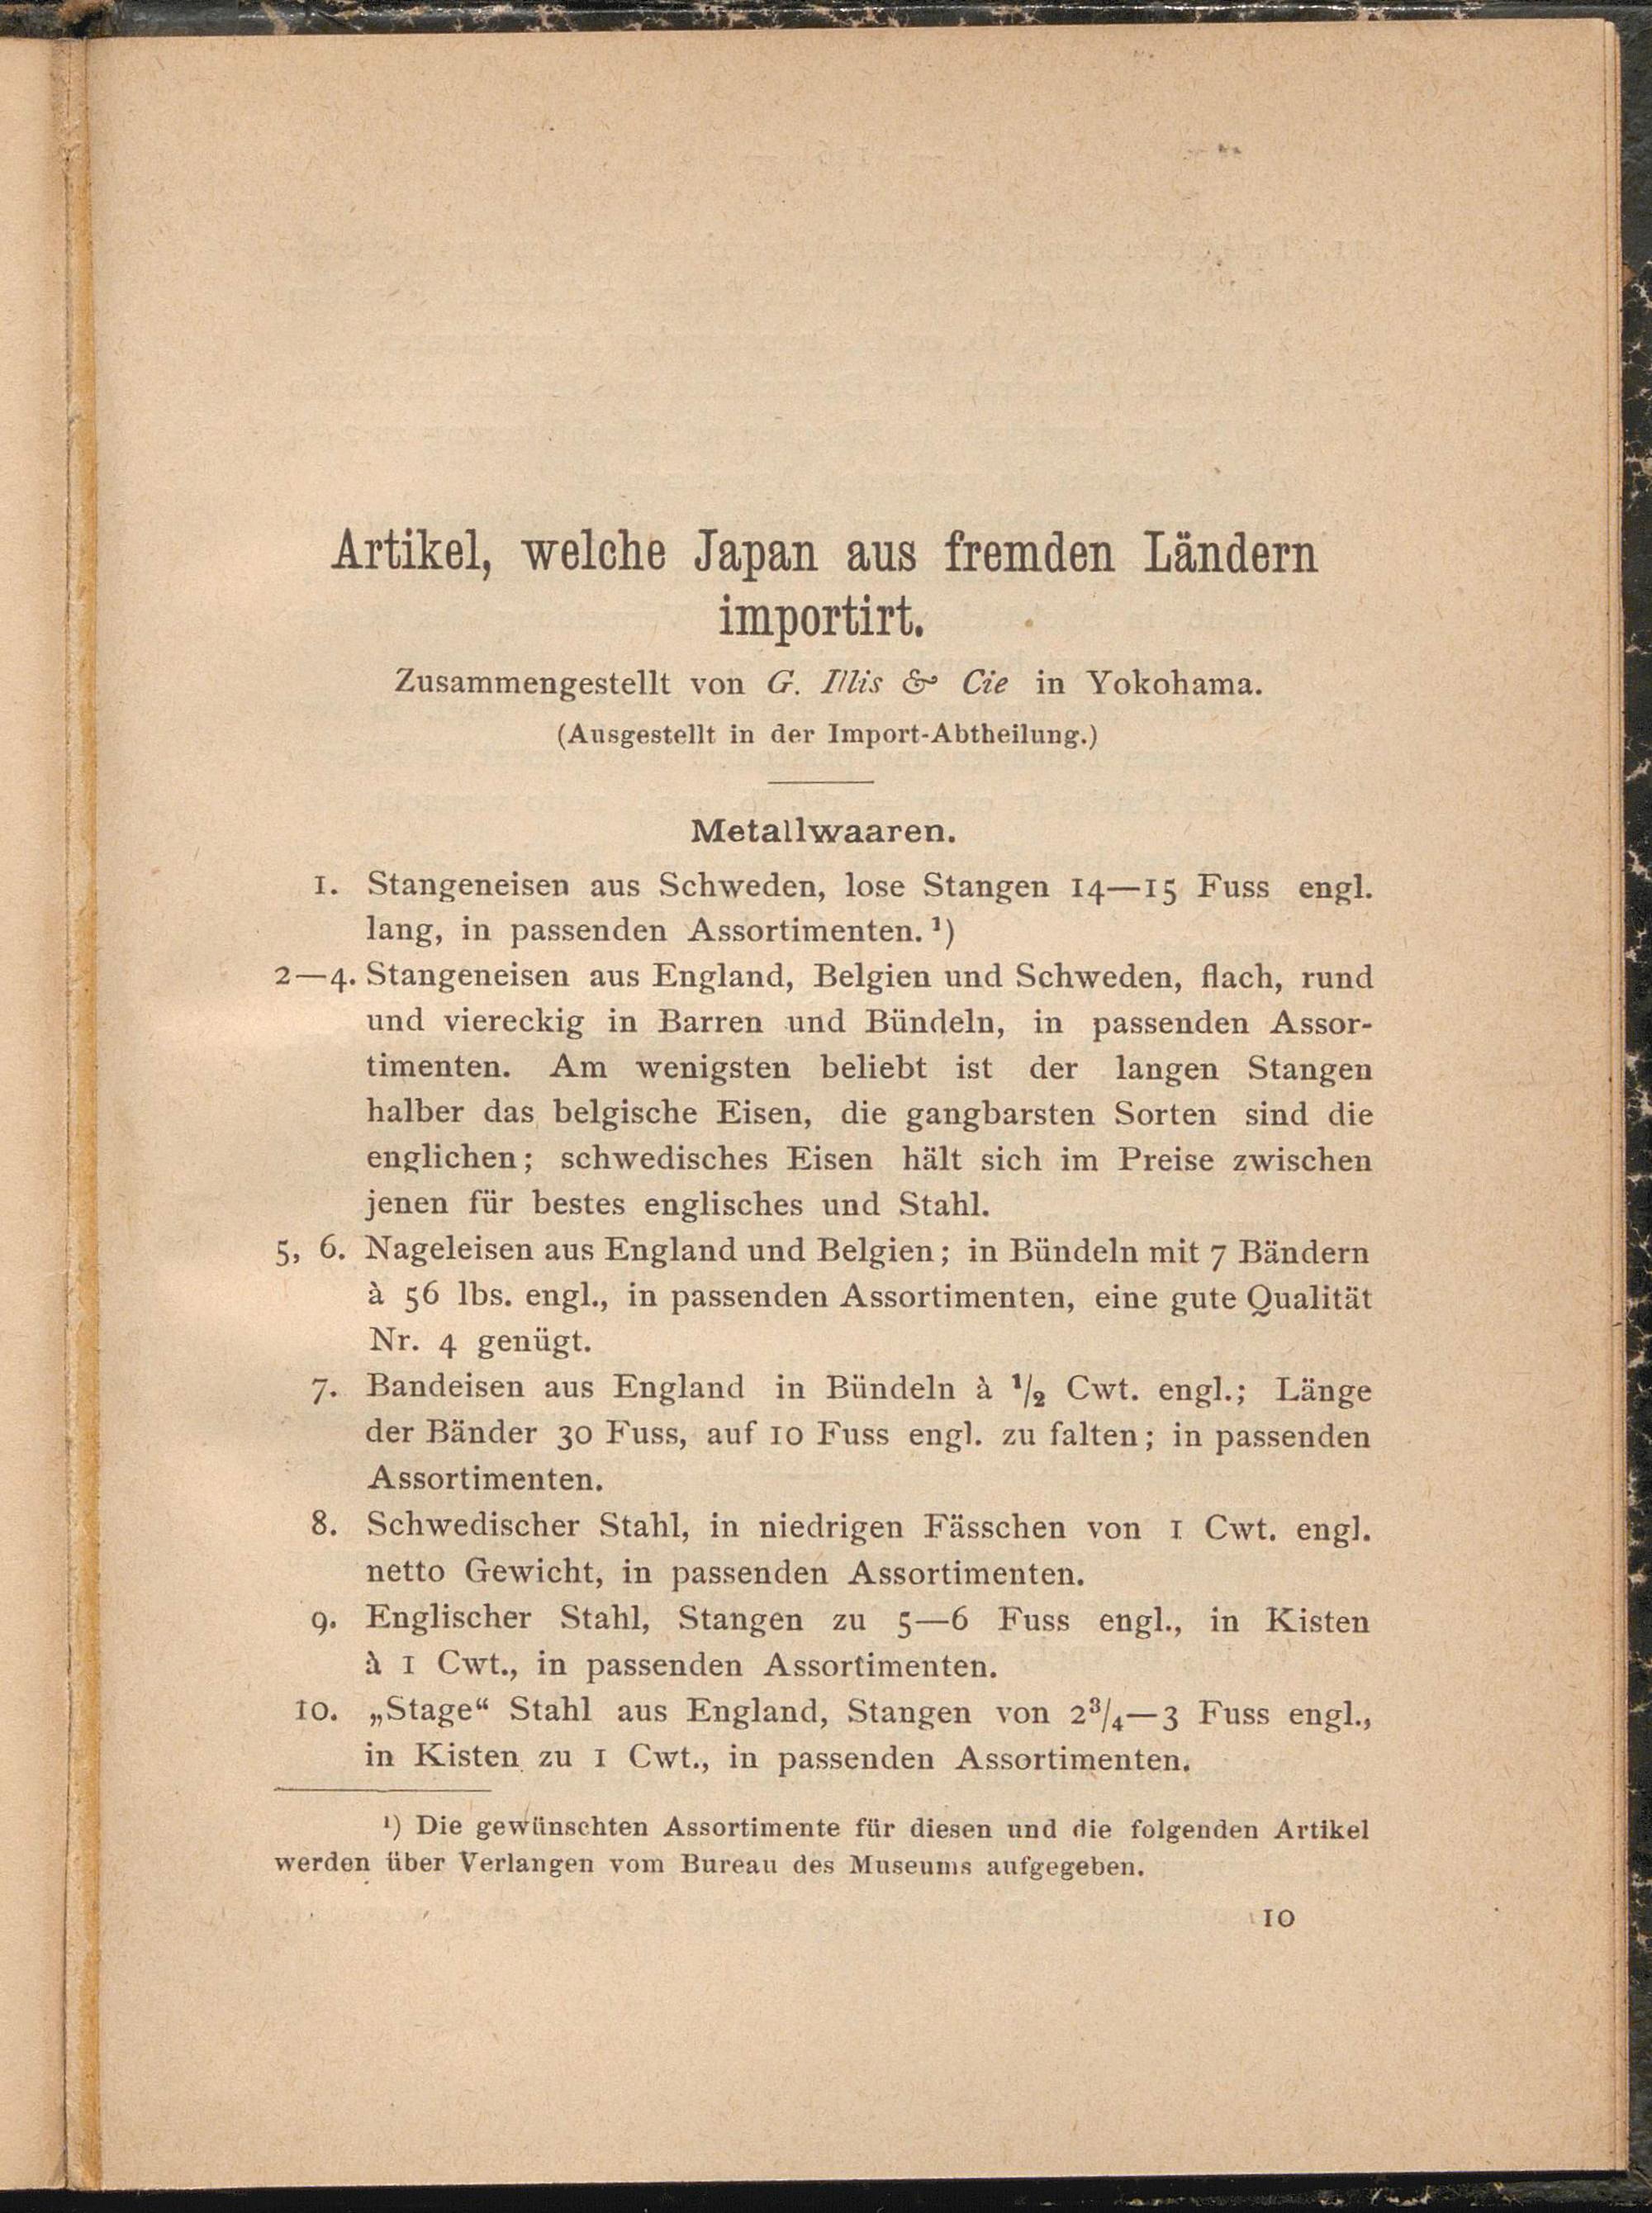 Artikel, welche Japan aus fremden Ländern
importirt.
Zusammengestellt von G. Illis & Cie in Yokohama.
(Ausgestellt in der Import-Abtheilung.)
Metallwaaren.
1. Stangeneisen aus Schweden, lose Stangen 14—15 Fuss engl.
lang, in passenden Assortimenten. ¹)
2—4. Stangeneisen aus England, Belgien und Schweden, flach, rund
und viereckig in Barren und Bündeln, in passenden Assor-
timenten. Am wenigsten beliebt ist der langen Stangen
halber das belgische Eisen, die gangbarsten Sorten sind die
englichen; schwedisches Eisen hält sich im Preise zwischen
jenen für bestes englisches und Stahl.
5, 6. Nageleisen aus England und Belgien; in Bündeln mit 7 Bändern
à 56 lbs. engl., in passenden Assortimenten, eine gute Qualität
Nr. 4 genügt.
7. Bandeisen aus England in Bündeln à ¹/₂ Cwt. engl.; Länge
der Bänder 30 Fuss, auf 10 Fuss engl. zu falten; in passenden
Assortimenten.
8. Schwedischer Stahl, in niedrigen Fässchen von 1 Cwt. engl.
netto Gewicht, in passenden Assortimenten.
9. Englischer Stahl, Stangen zu 5—6 Fuss engl., in Kisten
à 1 Cwt., in passenden Assortimenten.
10. „Stage“ Stahl aus England, Stangen von 2³/₄—3 Fuss engl.,
in Kisten zu 1 Cwt., in passenden Assortimenten.
¹) Die gewünschten Assortimente für diesen und die folgenden Artikel
werden über Verlangen vom Bureau des Museums aufgegeben.
10